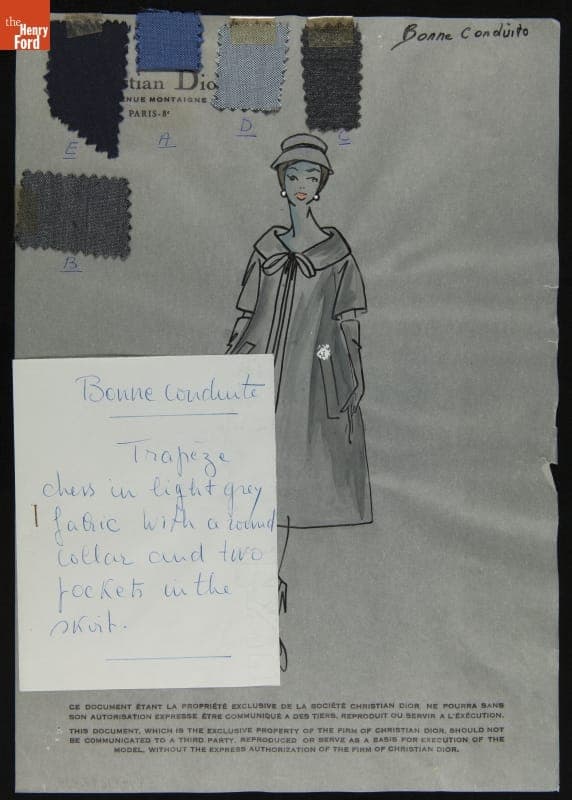 the
Henry
Ford
Bonne Conduite
stian Dio
ENUE MONTAIGNE
PARIS-8e
E
A
D
C
B
Bonne Conduite
Trapèze
dress in light grey
fabric with a round
collar and two
pockets in the
skirt.
CE DOCUMENT ÉTANT LA PROPRIÉTÉ EXCLUSIVE DE LA SOCIÉTÉ CHRISTIAN DIOR, NE POURRA SANS
SON AUTORISATION EXPRESSE ÊTRE COMMUNIQUÉ A DES TIERS, REPRODUIT OU SERVIR A L'EXÉCUTION.
THIS DOCUMENT, WHICH IS THE EXCLUSIVE PROPERTY OF THE FIRM OF CHRISTIAN DIOR, SHOULD NOT
BE COMMUNICATED TO A THIRD PARTY, REPRODUCED OR SERVE AS A BASIS FOR EXECUTION OF THE
MODEL, WITHOUT THE EXPRESS AUTHORIZATION OF THE FIRM OF CHRISTIAN DIOR.